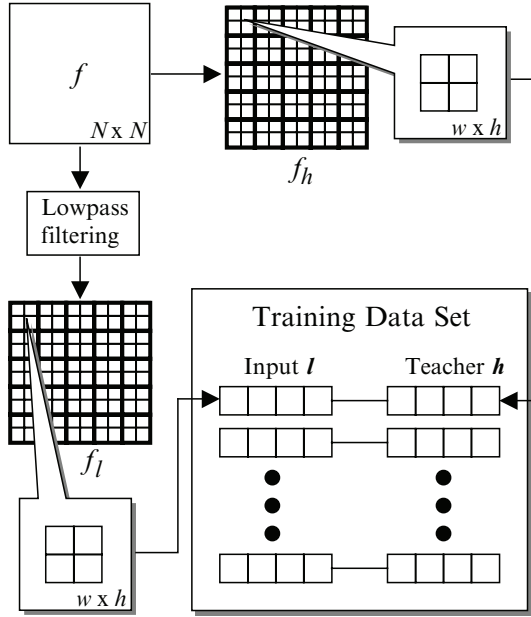 f
N x N
f_h
w x h
Lowpass
filtering
f_l
w x h
Training Data Set
Input l
Teacher h